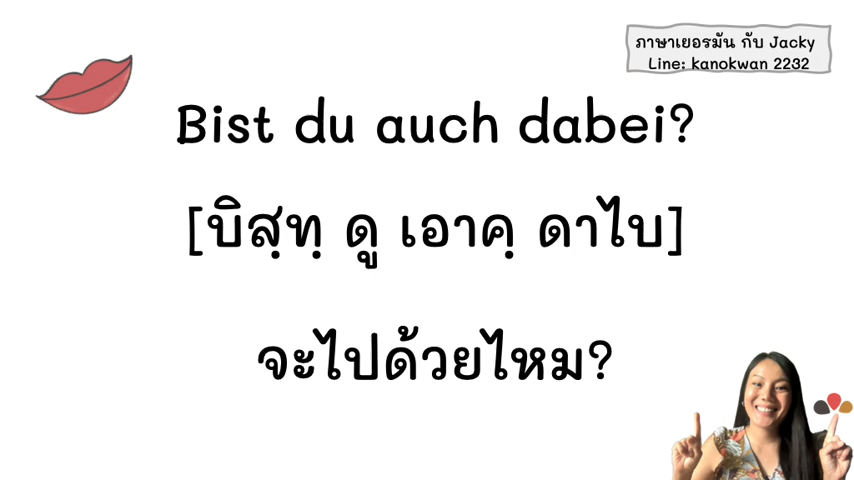 ภาษาเยอรมัน กับ Jacky
Line: kanokwan 2232
Bist du auch dabei?
[บิสฺทฺ ดู เอาคฺ ดาไบ]
จะไปด้วยไหม?